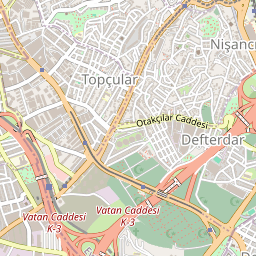 Nişancı
Topçular
Otakçılar Caddesi
Defterdar
Vatan Caddesi
K-3
Vatan Caddesi
K-3